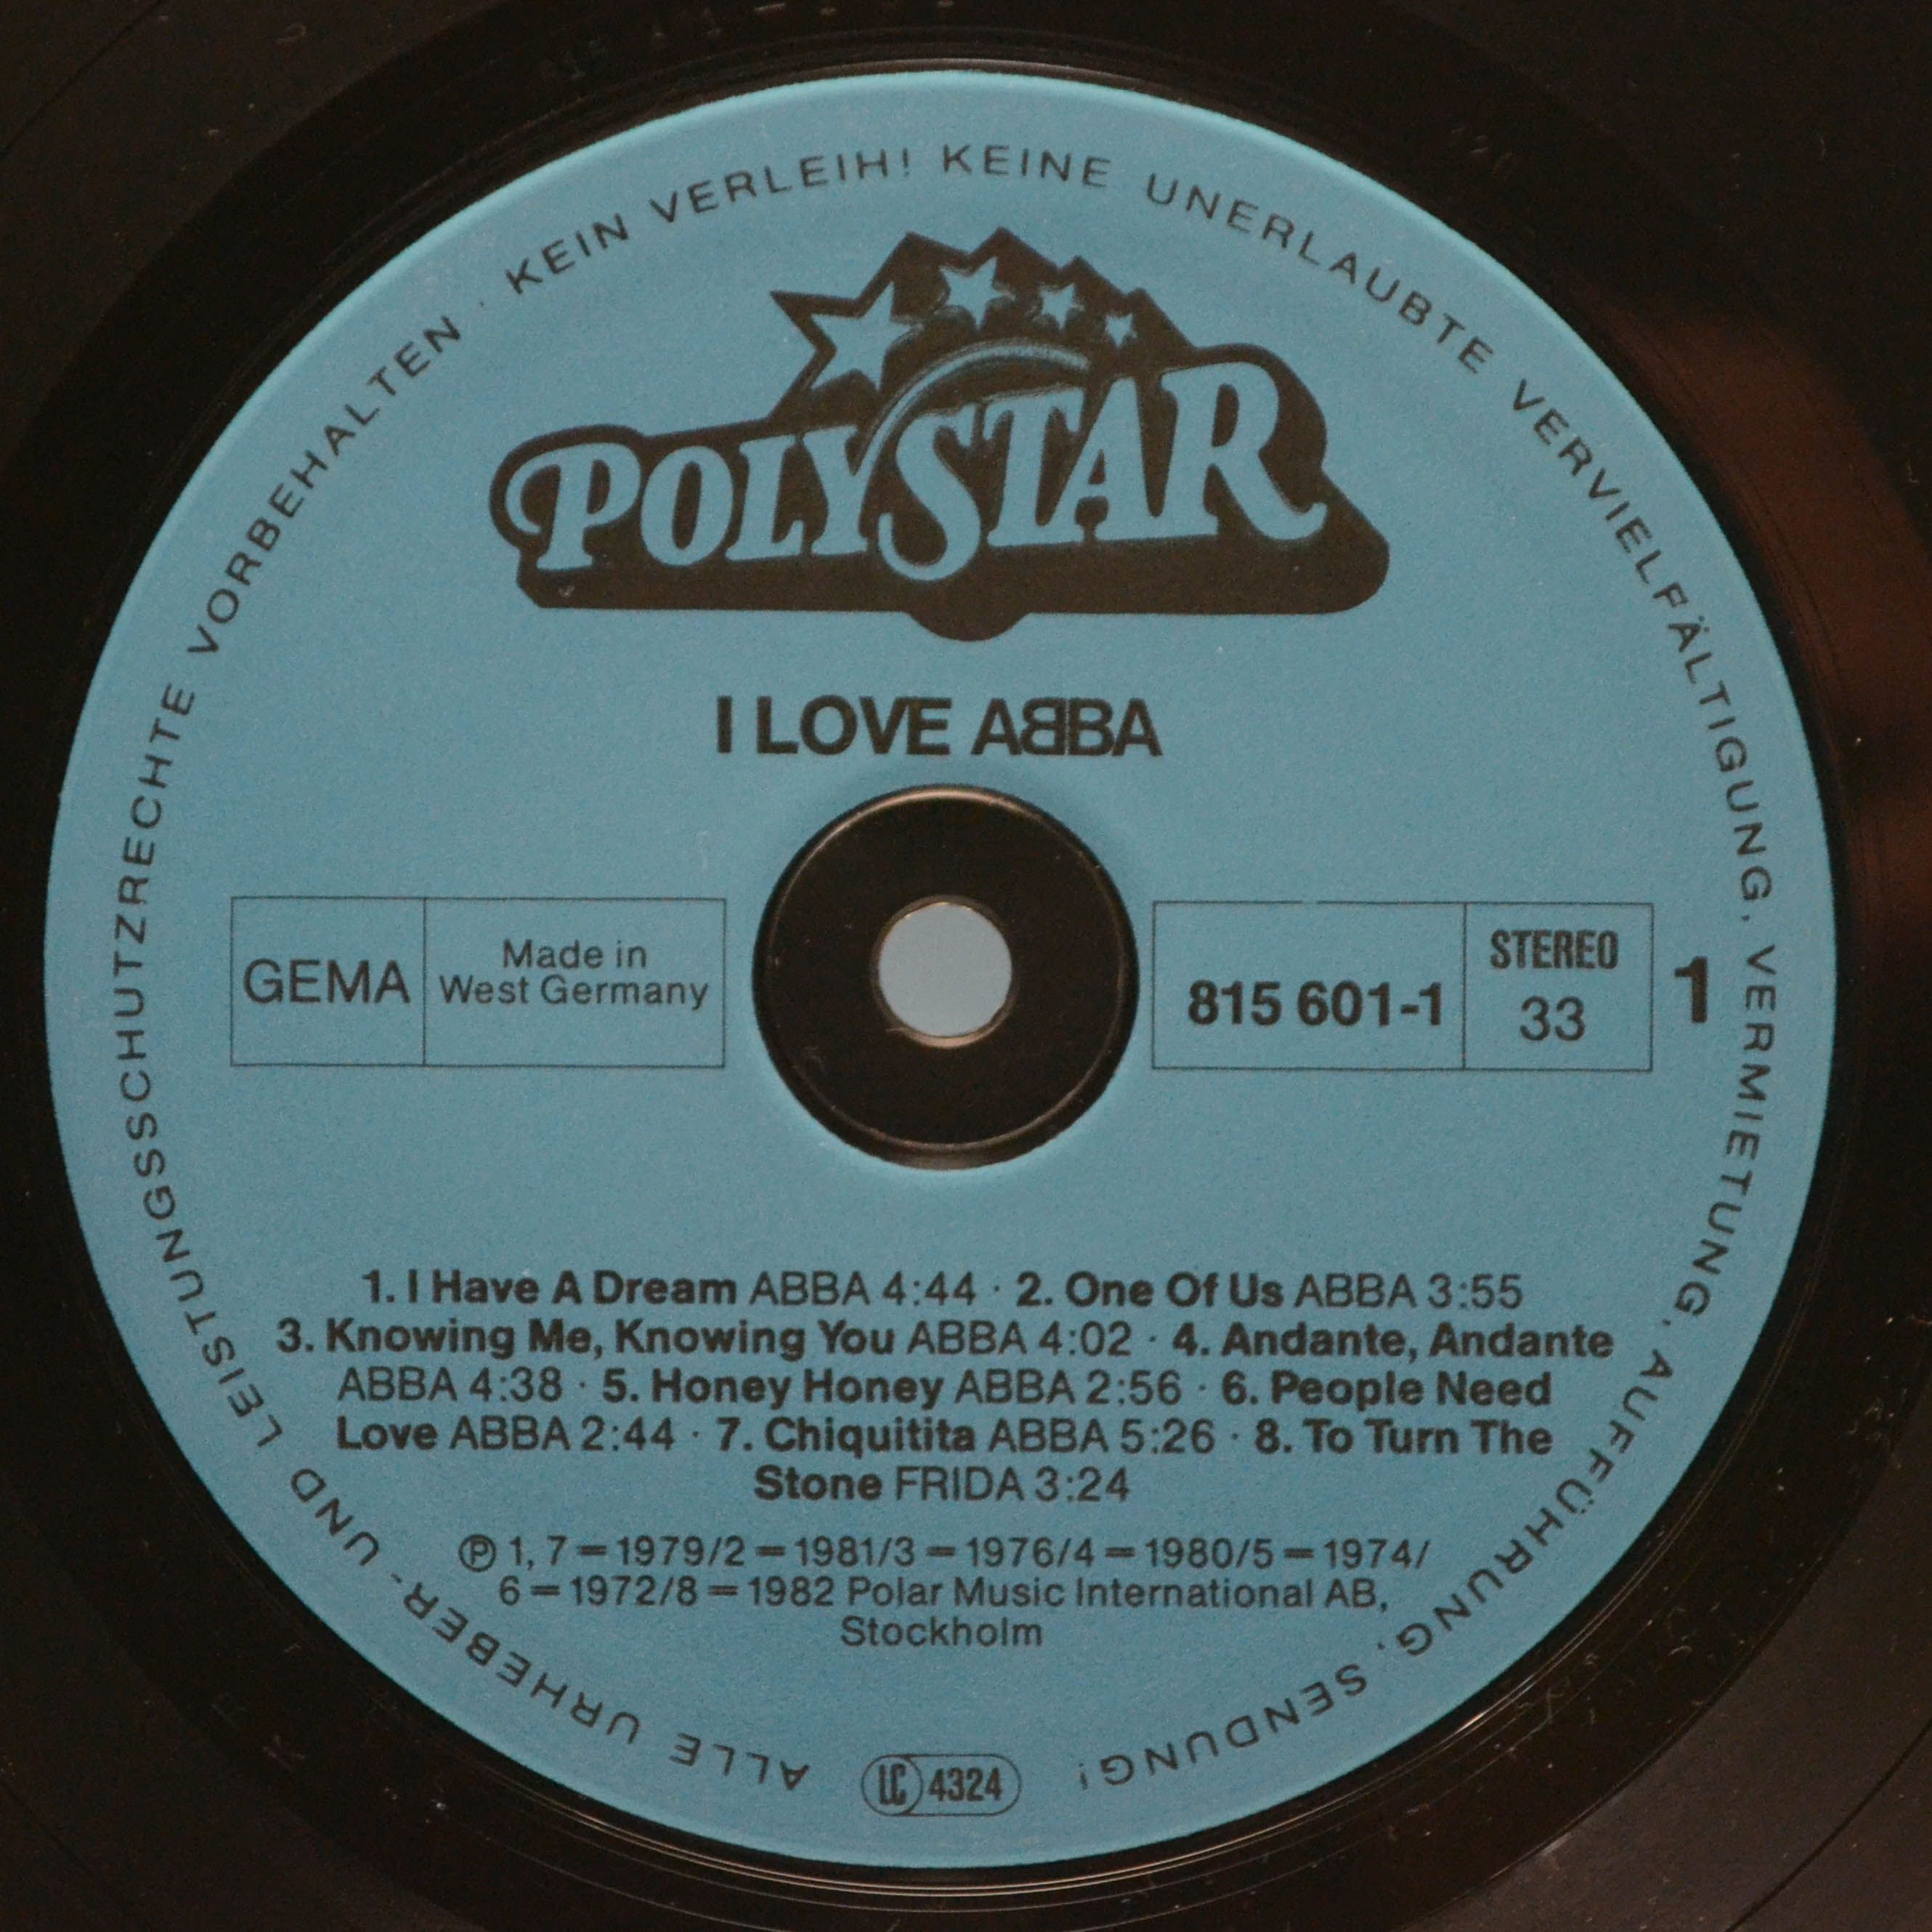 ALLE URHEBER- UND LEISTUNGSSCHUTZRECHTE VORBEHALTEN · KEIN VERLEIH! KEINE UNERLAUBTE VERVIELFÄLTIGUNG, VERMIETUNG, AUFFÜHRUNG, SENDUNG!
POLYSTAR
I LOVE ABBA
GEMA
Made in
West Germany
815 601-1
STEREO
33
1
1. I Have A Dream ABBA 4:44 · 2. One Of Us ABBA 3:55
3. Knowing Me, Knowing You ABBA 4:02 · 4. Andante, Andante
ABBA 4:38 · 5. Honey Honey ABBA 2:56 · 6. People Need
Love ABBA 2:44 · 7. Chiquitita ABBA 5:26 · 8. To Turn The
Stone FRIDA 3:24
℗ 1, 7 = 1979/2 = 1981/3 = 1976/4 = 1980/5 = 1974/
6 = 1972/8 = 1982 Polar Music International AB,
Stockholm
LC 4324